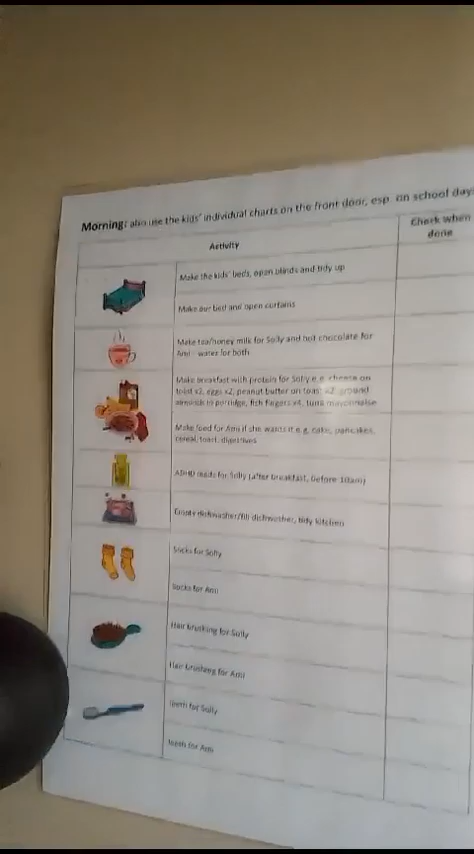 Morning: also use the kids' individual charts on the front door, esp. on school day
Activity
Check when
done
Make the kids' beds, open blinds and tidy up
Make our bed and open curtains
Make tea/honey milk for Solly and hot chocolate for
Ami - water for both
Make breakfast with protein for Solly e.g. cheese on
toast x2, eggs x2, peanut butter on toast x2, ground
almonds in porridge, fish fingers x4, tuna mayonnaise
Make food for Ami if she wants it e.g. cake, pancakes,
cereal, toast, digestives
ADHD meds for Solly (after breakfast, before 10am)
Empty dishwasher/fill dishwasher, tidy kitchen
Socks for Solly
Socks for Ami
Hair brushing for Solly
Hair brushing for Ami
Teeth for Solly
Teeth for Ami